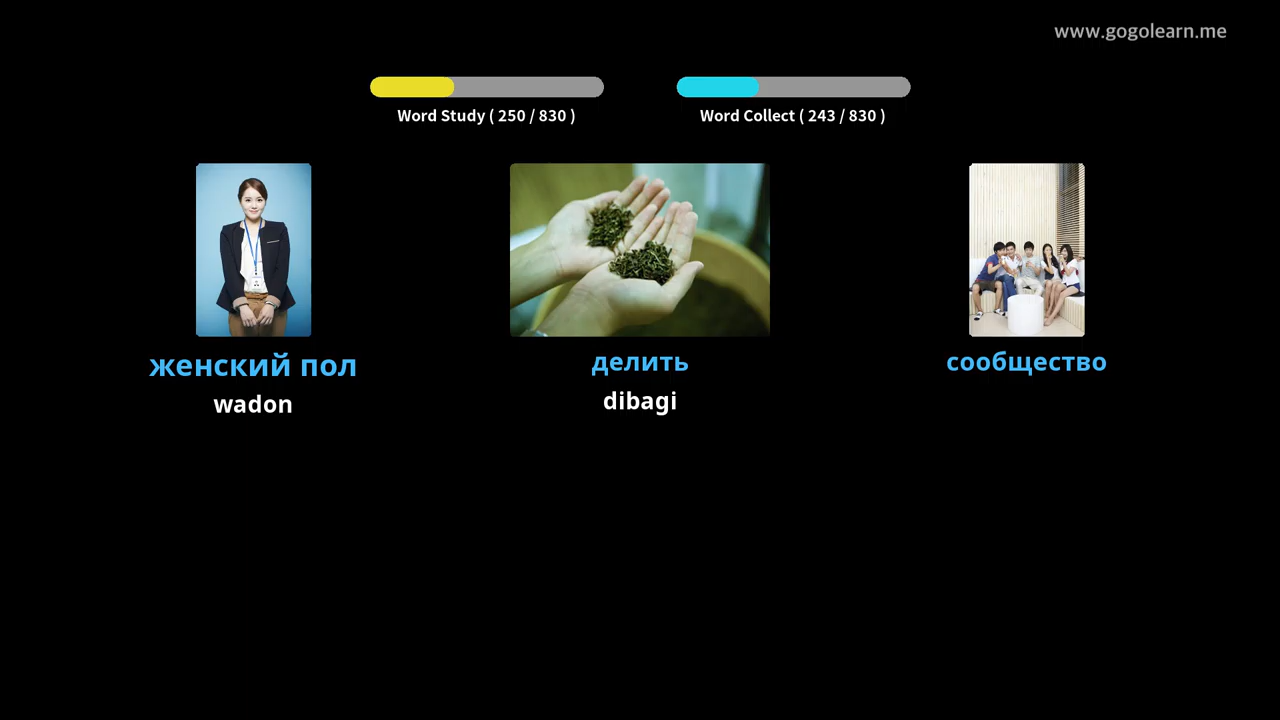 www.gogolearn.me
Word Study ( 250 / 830 )
Word Collect ( 243 / 830 )
женский пол
wadon
делить
dibagi
сообщество